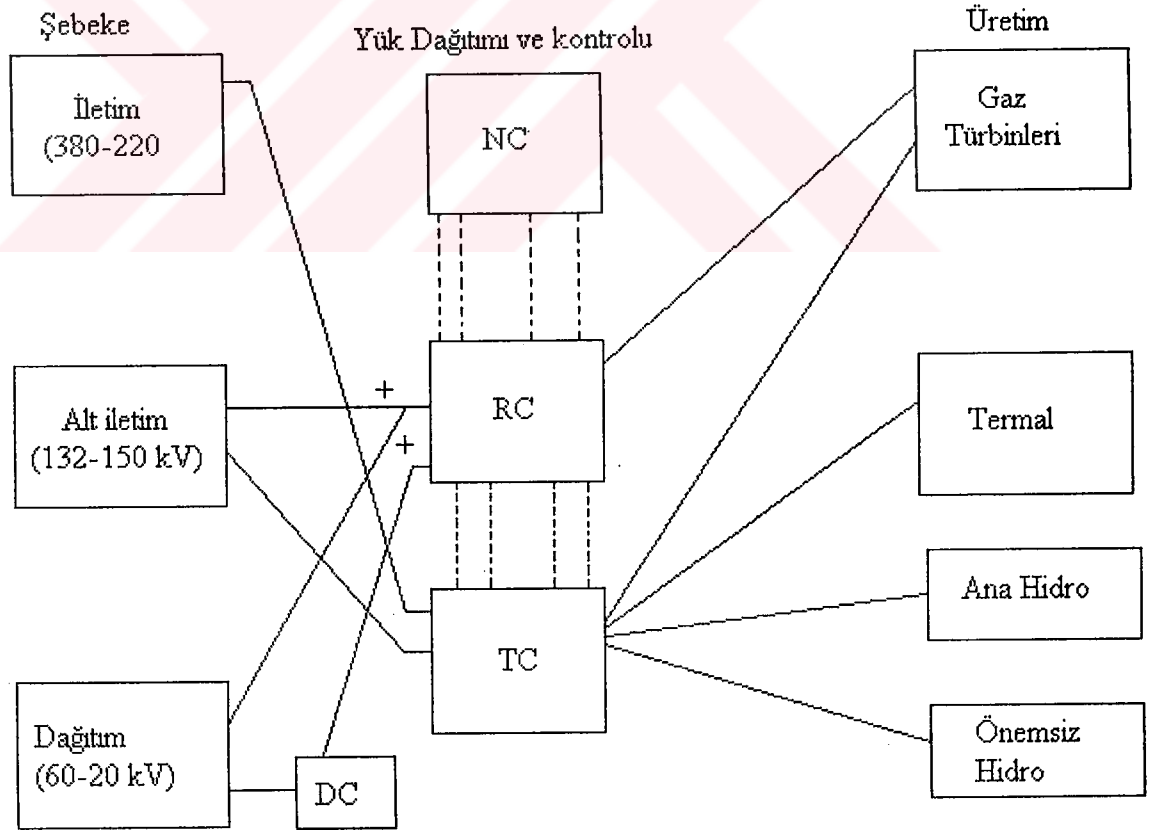 Şebeke
Yük Dağıtımı ve kontrolu
Üretim
İletim
(380-220
NC
Gaz
Türbinleri
+
RC
Alt iletim
(132-150 kV)
+
Termal
TC
Ana Hidro
Dağıtım
(60-20 kV)
DC
Önemsiz
Hidro